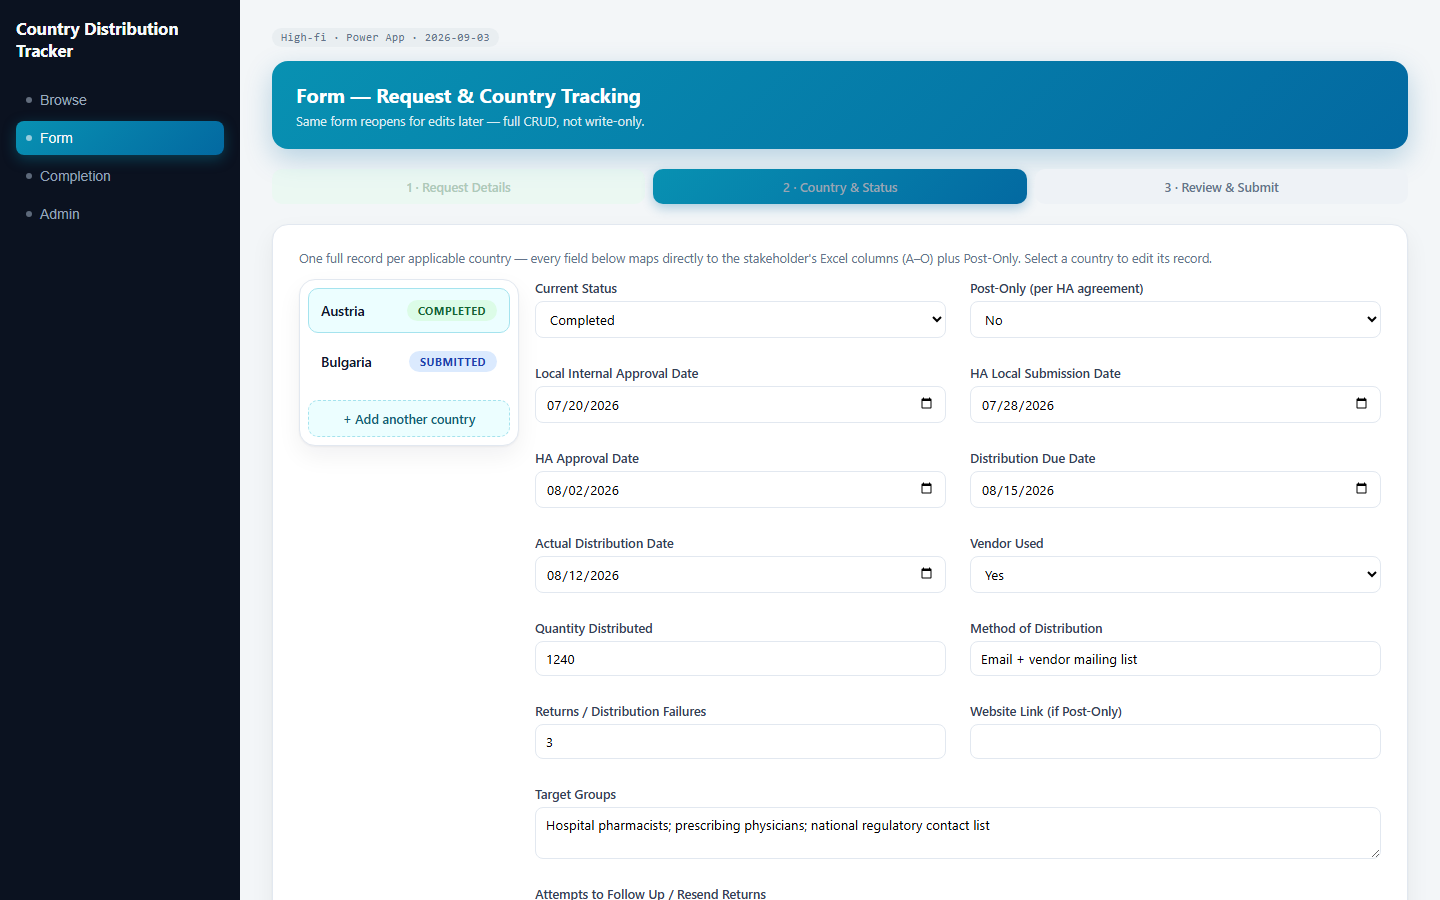 Country Distribution
Tracker
Browse
Form
Completion
Admin
High-fi · Power App · 2026-09-03
Form — Request & Country Tracking
Same form reopens for edits later — full CRUD, not write-only.
1 · Request Details
2 · Country & Status
3 · Review & Submit
One full record per applicable country — every field below maps directly to the stakeholder's Excel columns (A–O) plus Post-Only. Select a country to edit its record.
Austria COMPLETED
Bulgaria SUBMITTED
+ Add another country
Current Status
Completed
Post-Only (per HA agreement)
No
Local Internal Approval Date
07/20/2026
HA Local Submission Date
07/28/2026
HA Approval Date
08/02/2026
Distribution Due Date
08/15/2026
Actual Distribution Date
08/12/2026
Vendor Used
Yes
Quantity Distributed
1240
Method of Distribution
Email + vendor mailing list
Returns / Distribution Failures
3
Website Link (if Post-Only)
Target Groups
Hospital pharmacists; prescribing physicians; national regulatory contact list
Attempts to Follow Up / Resend Returns